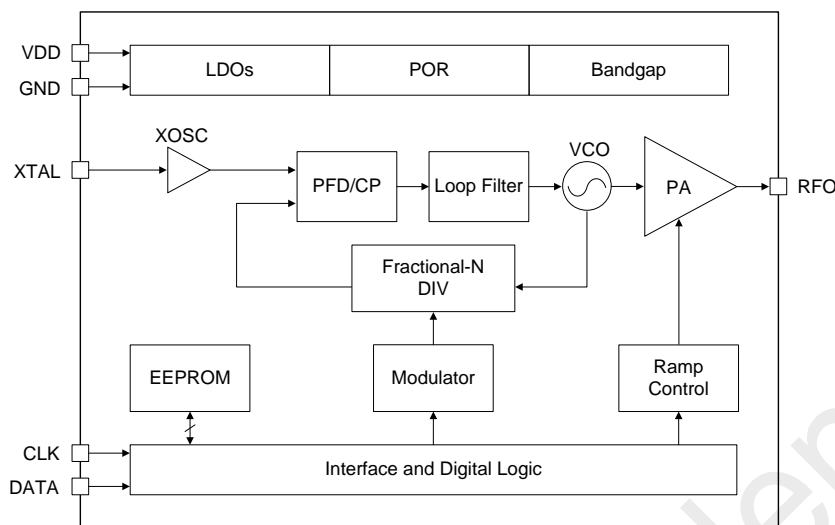 VDD
GND
LDOs
POR
Bandgap
XOSC
XTAL
PFD/CP
Loop Filter
VCO
PA
RFO
Fractional-N
DIV
EEPROM
Modulator
Ramp
Control
CLK
DATA
Interface and Digital Logic